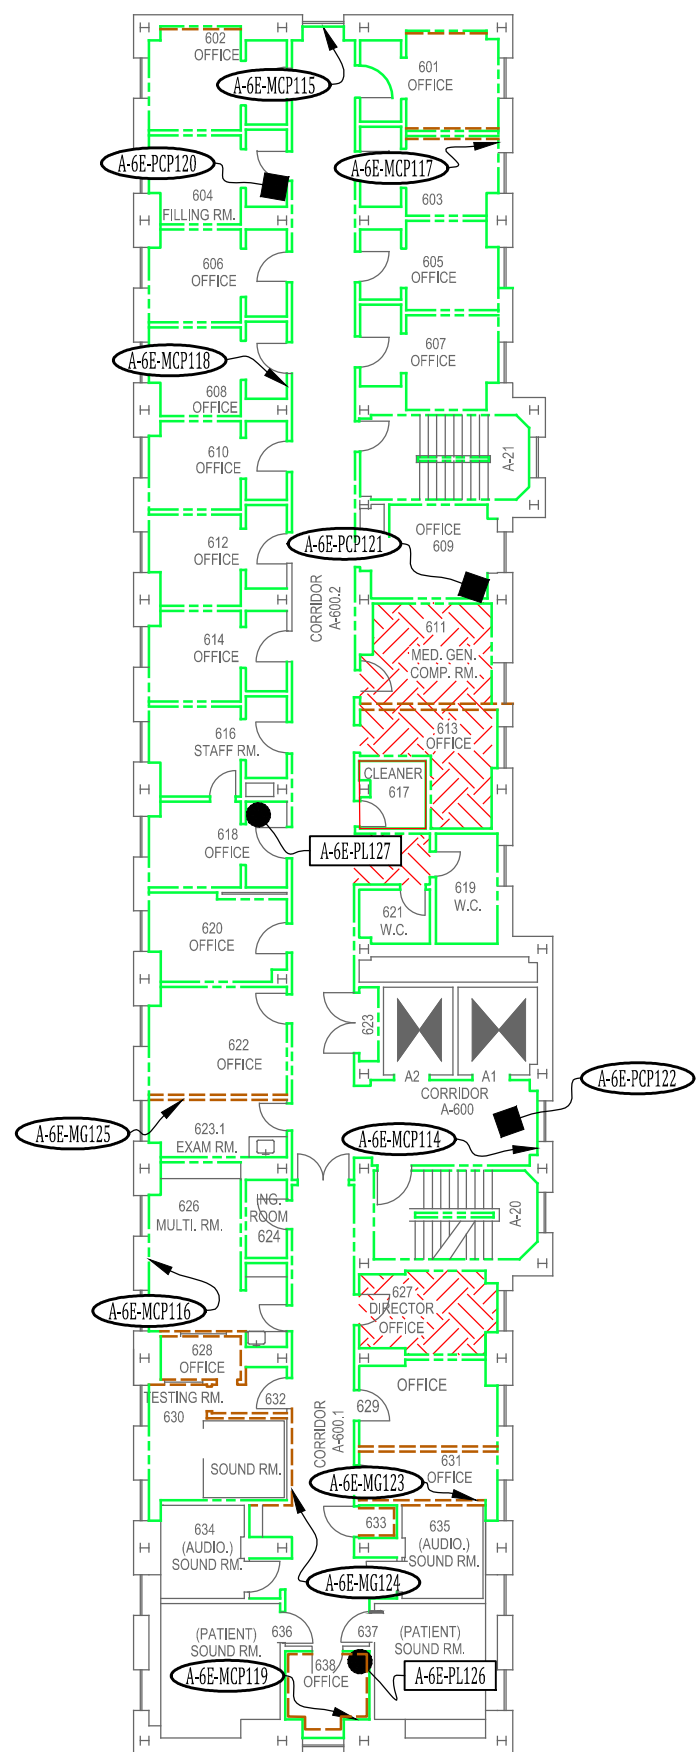 602
OFFICE
A-6E-MCP115
601
OFFICE
A-6E-PCP120
A-6E-MCP117
604
FILLING RM.
603
606
OFFICE
605
OFFICE
A-6E-MCP118
607
OFFICE
608
OFFICE
610
OFFICE
A-21
612
OFFICE
A-6E-PCP121
OFFICE
609
CORRIDOR
A-600.2
614
OFFICE
611
MED. GEN.
COMP. RM.
616
STAFF RM.
613
OFFICE
CLEANER
617
618
OFFICE
A-6E-PL127
619
W.C.
621
W.C.
620
OFFICE
622
OFFICE
623
A2
A1
CORRIDOR
A-600
A-6E-PCP122
A-6E-MG125
623.1
EXAM RM.
A-6E-MCP114
626
MULTI. RM.
NG.
ROOM
624
A-20
A-6E-MCP116
627
DIRECTOR
OFFICE
628
OFFICE
TESTING RM.
630
632
OFFICE
629
CORRIDOR
A-600.1
SOUND RM.
631
OFFICE
A-6E-MG123
634
(AUDIO.)
SOUND RM.
633
635
(AUDIO.)
SOUND RM.
A-6E-MG124
(PATIENT)
SOUND RM.
636
637
(PATIENT)
SOUND RM.
638
OFFICE
A-6E-MCP119
A-6E-PL126